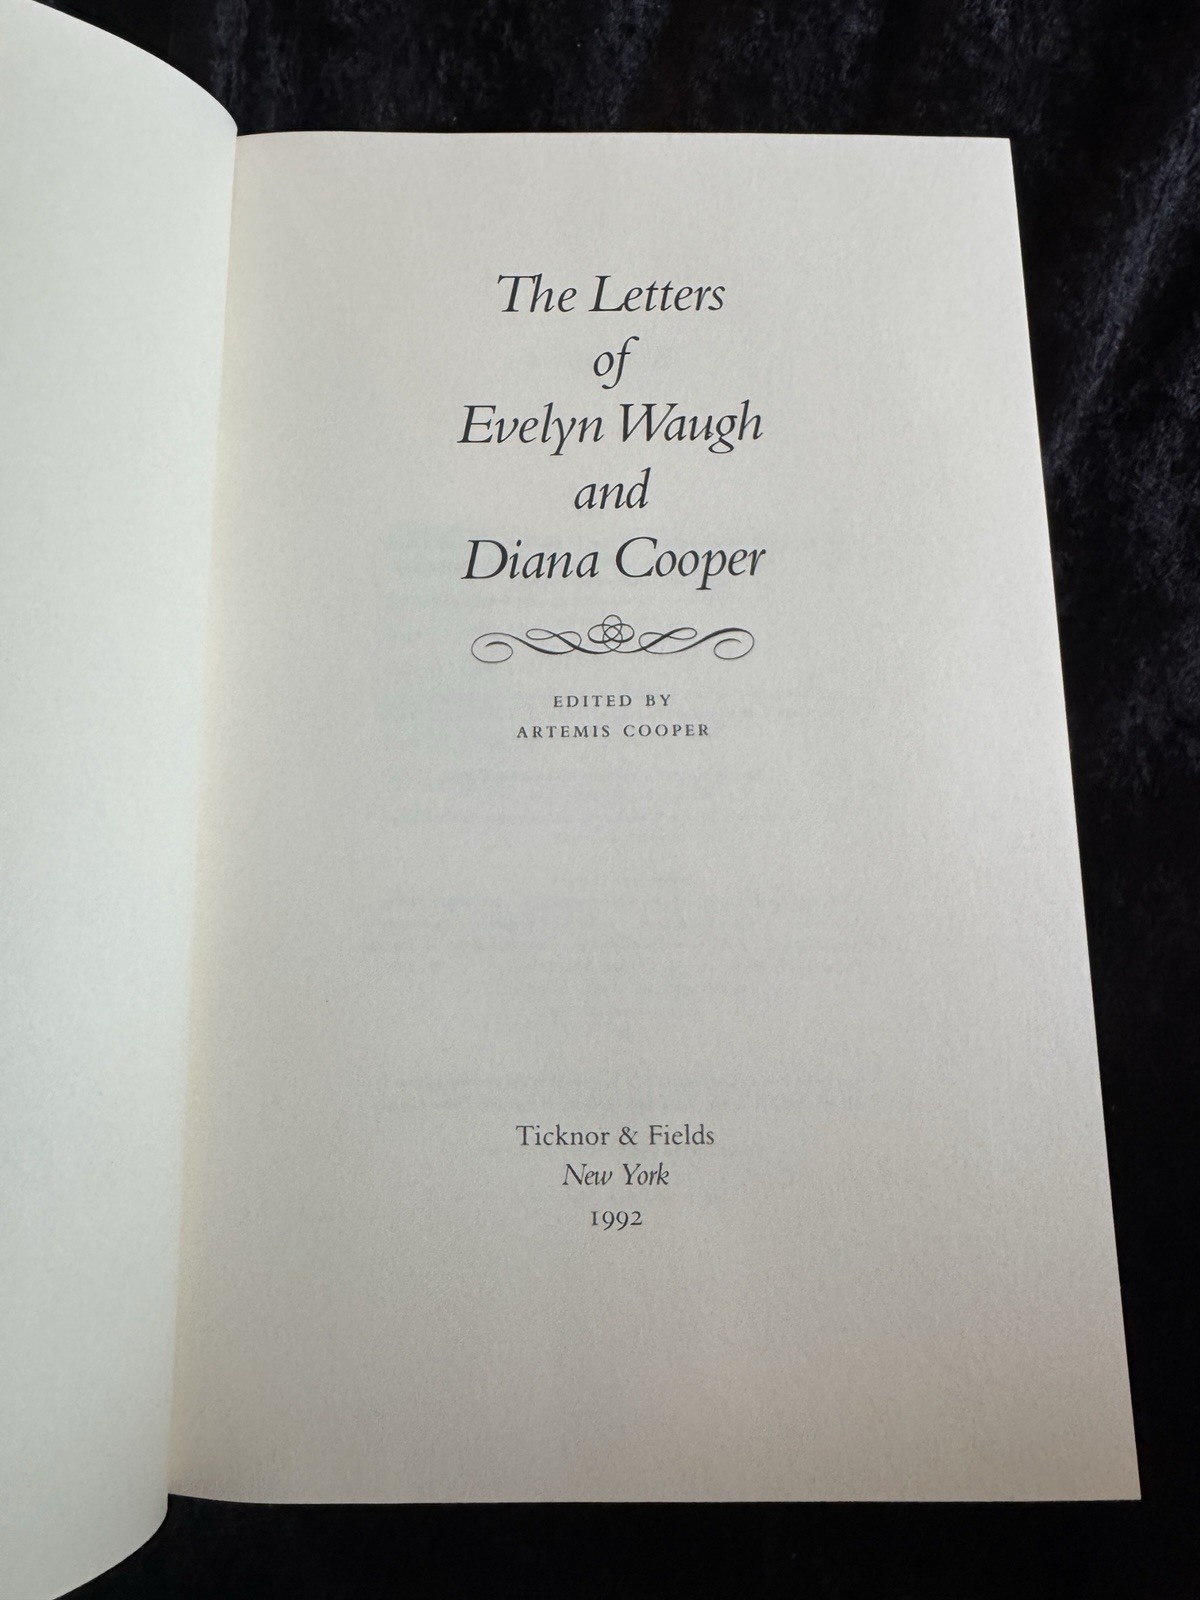 The Letters
of
Evelyn Waugh
and
Diana Cooper
EDITED BY
ARTEMIS COOPER
Ticknor & Fields
New York
1992